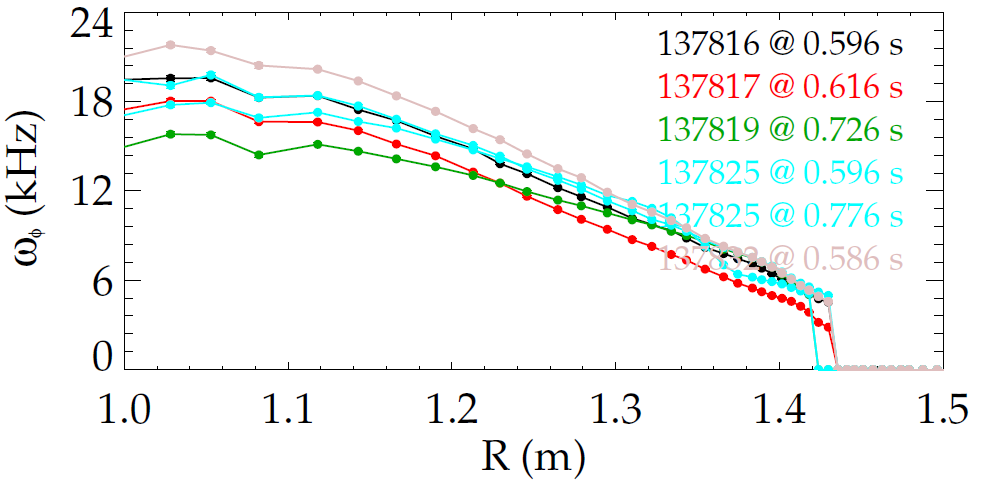 24
18
12
6
0
ω_ϕ (kHz)
137816 @ 0.596 s
137817 @ 0.616 s
137819 @ 0.726 s
137825 @ 0.596 s
137825 @ 0.776 s
@ 0.586 s
1.0 1.1 1.2 1.3 1.4 1.5
R (m)